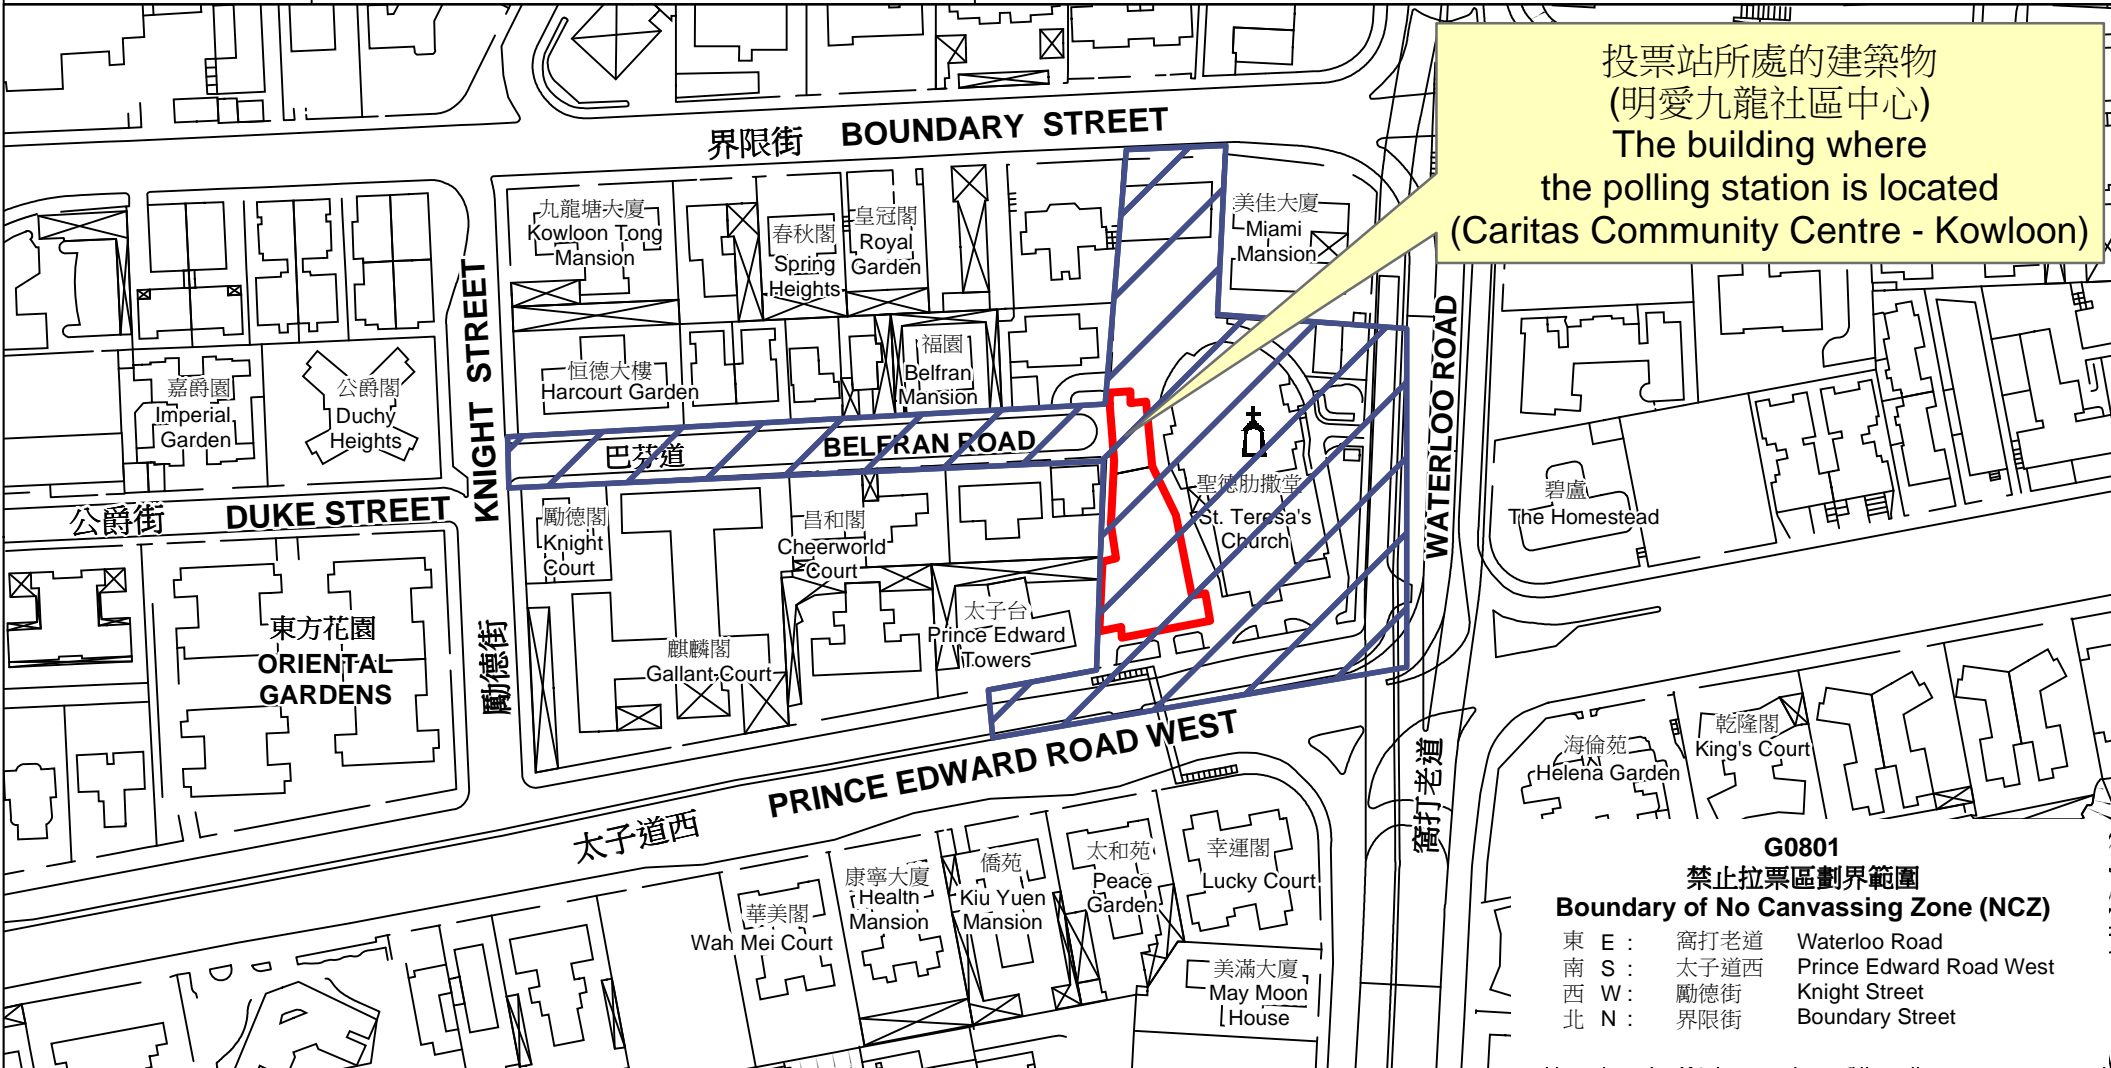 投票站所處的建築物
(明愛九龍社區中心)
The building where
the polling station is located
(Caritas Community Centre - Kowloon)
界限街 BOUNDARY STREET
九龍塘大廈
Kowloon Tong
Mansion
春秋閣
Spring
Heights
皇冠閣
Royal
Garden
美佳大廈
Miami
Mansion
KNIGHT STREET
WATERLOO ROAD
嘉爵園
Imperial
Garden
公爵閣
Duchy
Heights
恒德大樓
Harcourt Garden
福園
Belfran
Mansion
巴芬道 BELFRAN ROAD
公爵街 DUKE STREET
勵德閣
Knight
Court
昌和閣
Cheerworld
Court
聖德肋撒堂
St. Teresa's
Church
碧廬
The Homestead
東方花園
ORIENTAL
GARDENS
勵德街
麒麟閣
Gallant Court
太子台
Prince Edward
Towers
太子道西 PRINCE EDWARD ROAD WEST
窩打老道
海倫苑
Helena Garden
乾隆閣
King's Court
華美閣
Wah Mei Court
康寧大廈
Health
Mansion
僑苑
Kiu Yuen
Mansion
太和苑
Peace
Garden
幸運閣
Lucky Court
美滿大廈
May Moon
House
G0801
禁止拉票區劃界範圍
Boundary of No Canvassing Zone (NCZ)
東 E : 窩打老道 Waterloo Road
南 S : 太子道西 Prince Edward Road West
西 W : 勵德街 Knight Street
北 N : 界限街 Boundary Street